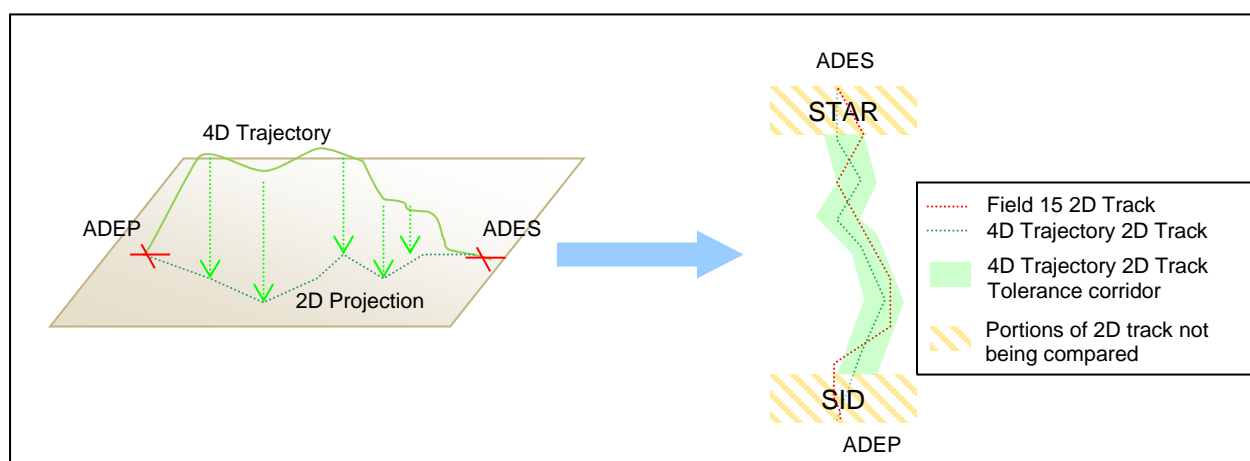 4D Trajectory
ADEP
ADES
2D Projection
ADES
STAR
SID
ADEP
Field 15 2D Track
4D Trajectory 2D Track
4D Trajectory 2D Track
Tolerance corridor
Portions of 2D track not
being compared